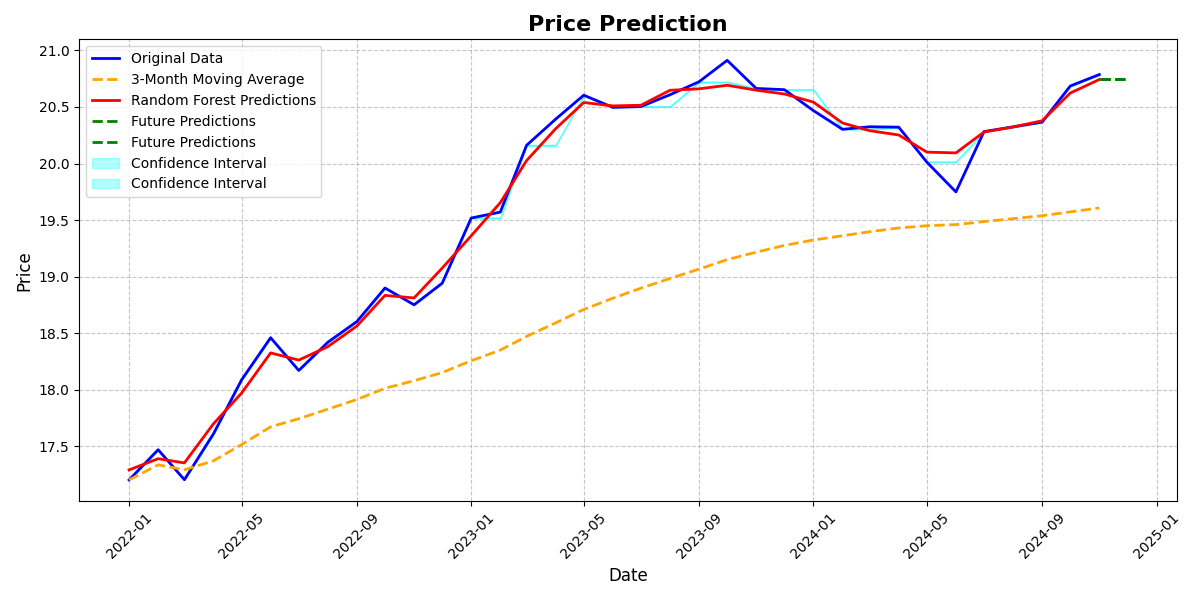 Price Prediction
Original Data
3-Month Moving Average
Random Forest Predictions
Future Predictions
Future Predictions
Confidence Interval
Confidence Interval
21.0
20.5
20.0
19.5
19.0
18.5
18.0
17.5
Price
2022-01
2022-05
2022-09
2023-01
2023-05
2023-09
2024-01
2024-05
2024-09
2025-01
Date